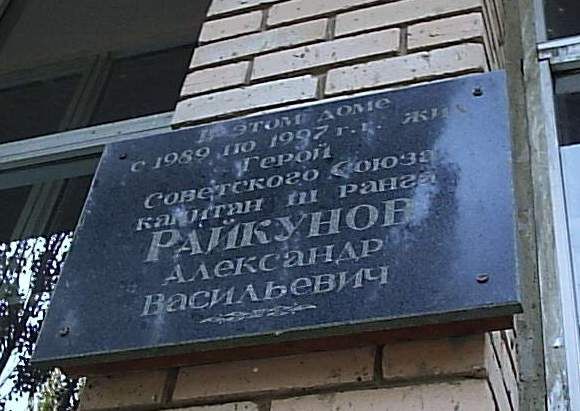 В этом доме
с 1989 по 1997 г.г. жил
Герой
Советского Союза
капитан III ранга
РАЙКУНОВ
Александр
Васильевич